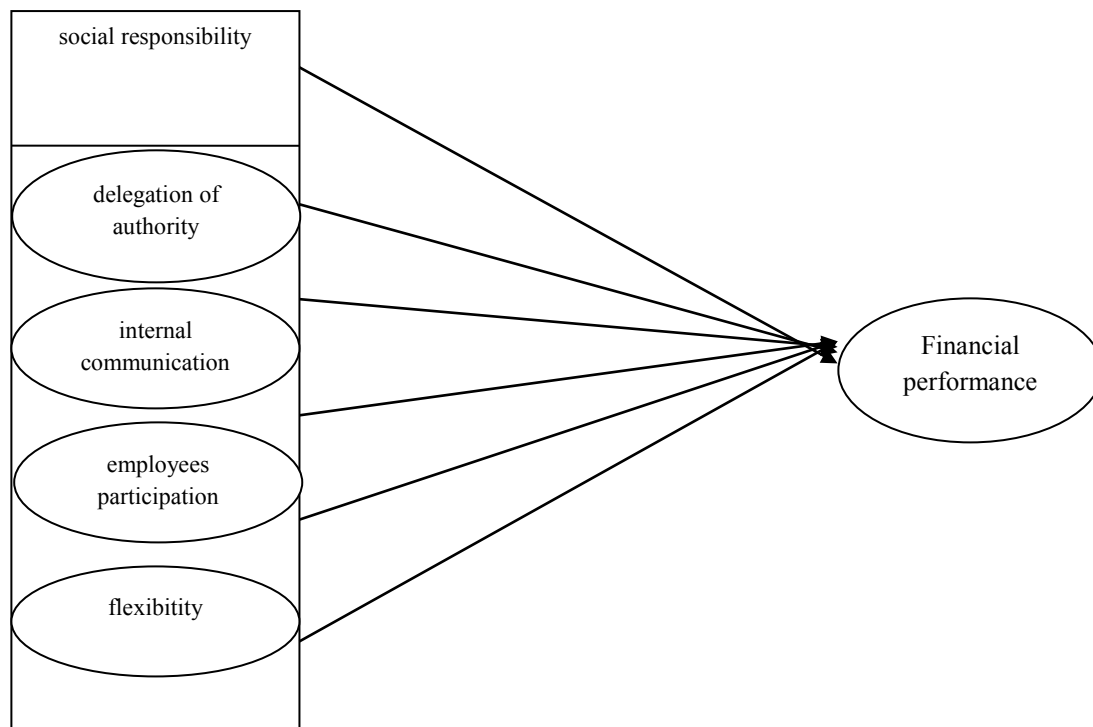 social responsibility
delegation of
authority
internal
communication
employees
participation
flexibitity
Financial
performance